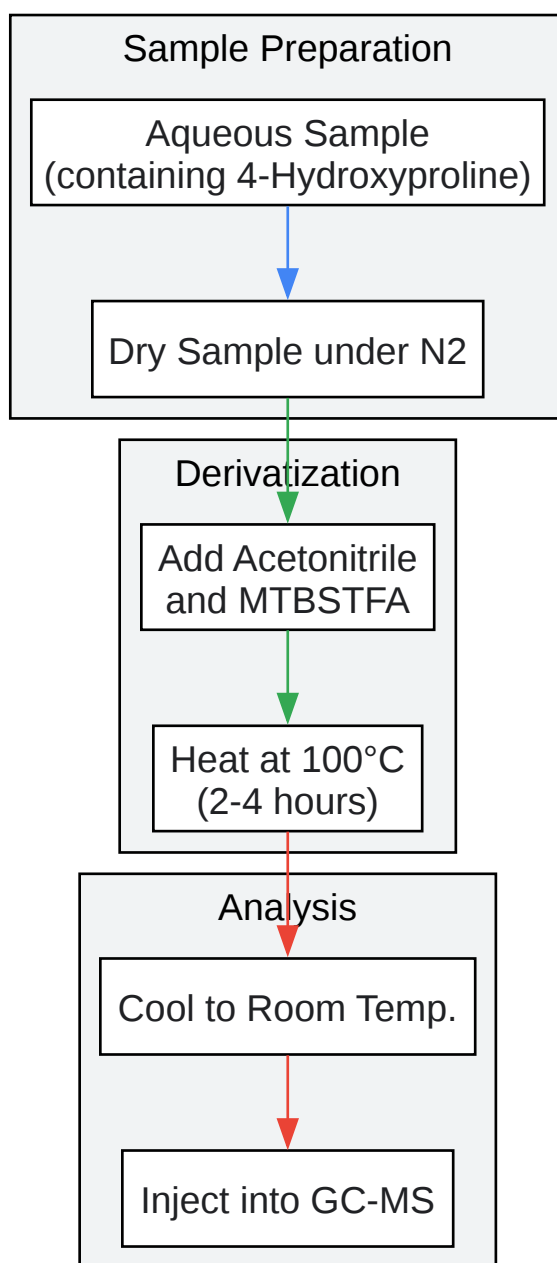 Sample Preparation
Aqueous Sample
(containing 4-Hydroxyproline)
Dry Sample under N2
Derivatization
Add Acetonitrile
and MTBSTFA
Heat at 100°C
(2-4 hours)
Analysis
Cool to Room Temp.
Inject into GC-MS